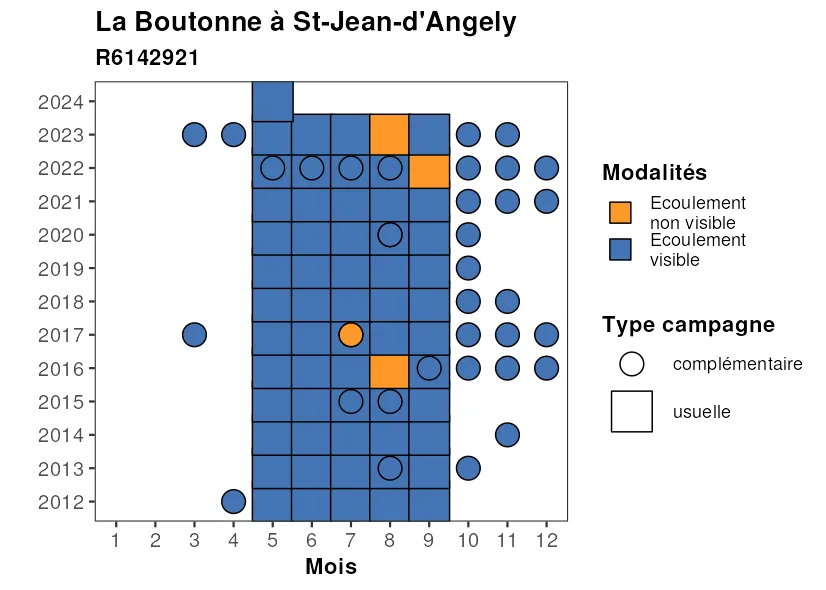 La Boutonne à St-Jean-d'Angely
R6142921
2024
2023
2022
2021
2020
2019
2018
2017
2016
2015
2014
2013
2012
1 2 3 4 5 6 7 8 9 10 11 12
Mois
Modalités
Ecoulement
non visible
Ecoulement
visible
Type campagne
complémentaire
usuelle